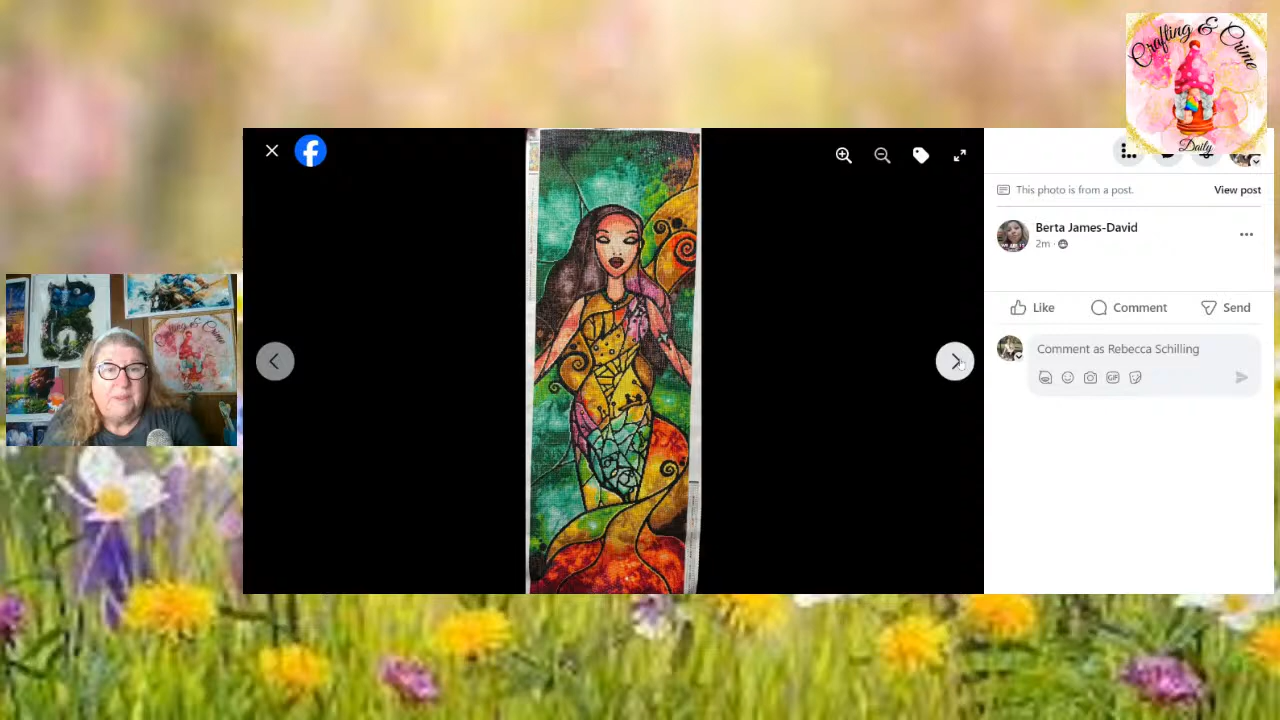 Crafting & Crime
Daily
This photo is from a post.
View post
Berta James-David
2m
Like
Comment
Send
Comment as Rebecca Schilling
GIF